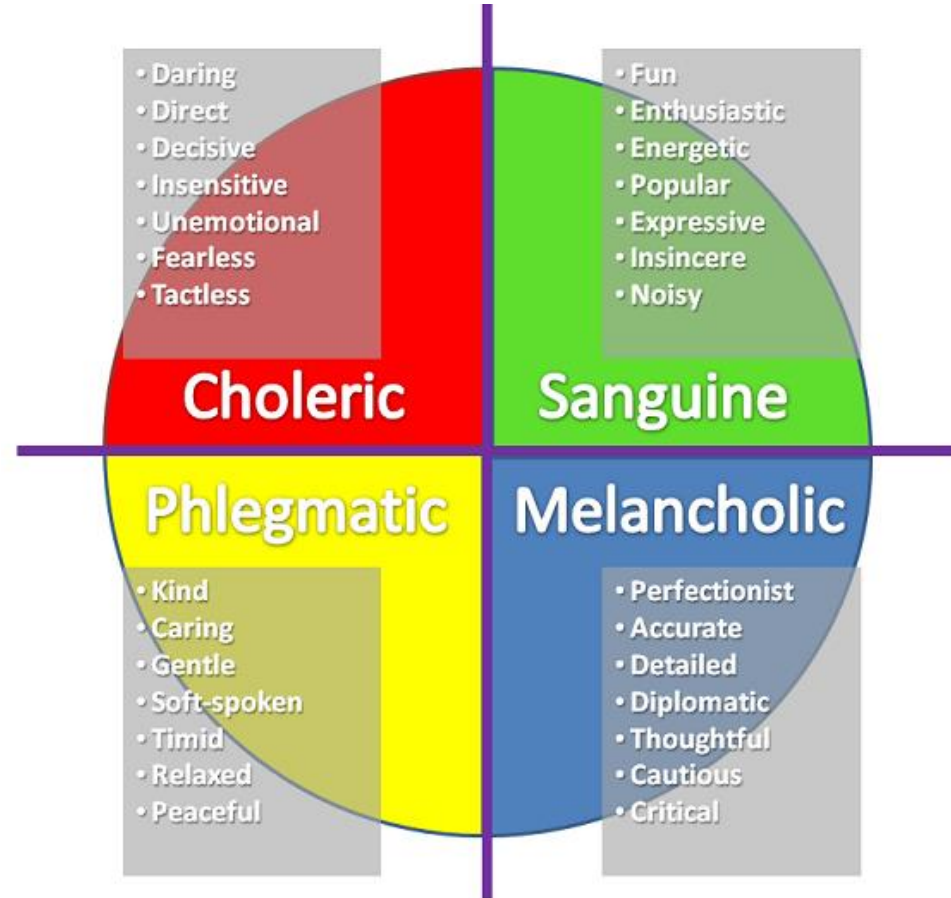 • Daring
• Direct
• Decisive
• Insensitive
• Unemotional
• Fearless
• Tactless
Choleric
• Fun
• Enthusiastic
• Energetic
• Popular
• Expressive
• Insincere
• Noisy
Sanguine
Phlegmatic
• Kind
• Caring
• Gentle
• Soft-spoken
• Timid
• Relaxed
• Peaceful
Melancholic
• Perfectionist
• Accurate
• Detailed
• Diplomatic
• Thoughtful
• Cautious
• Critical